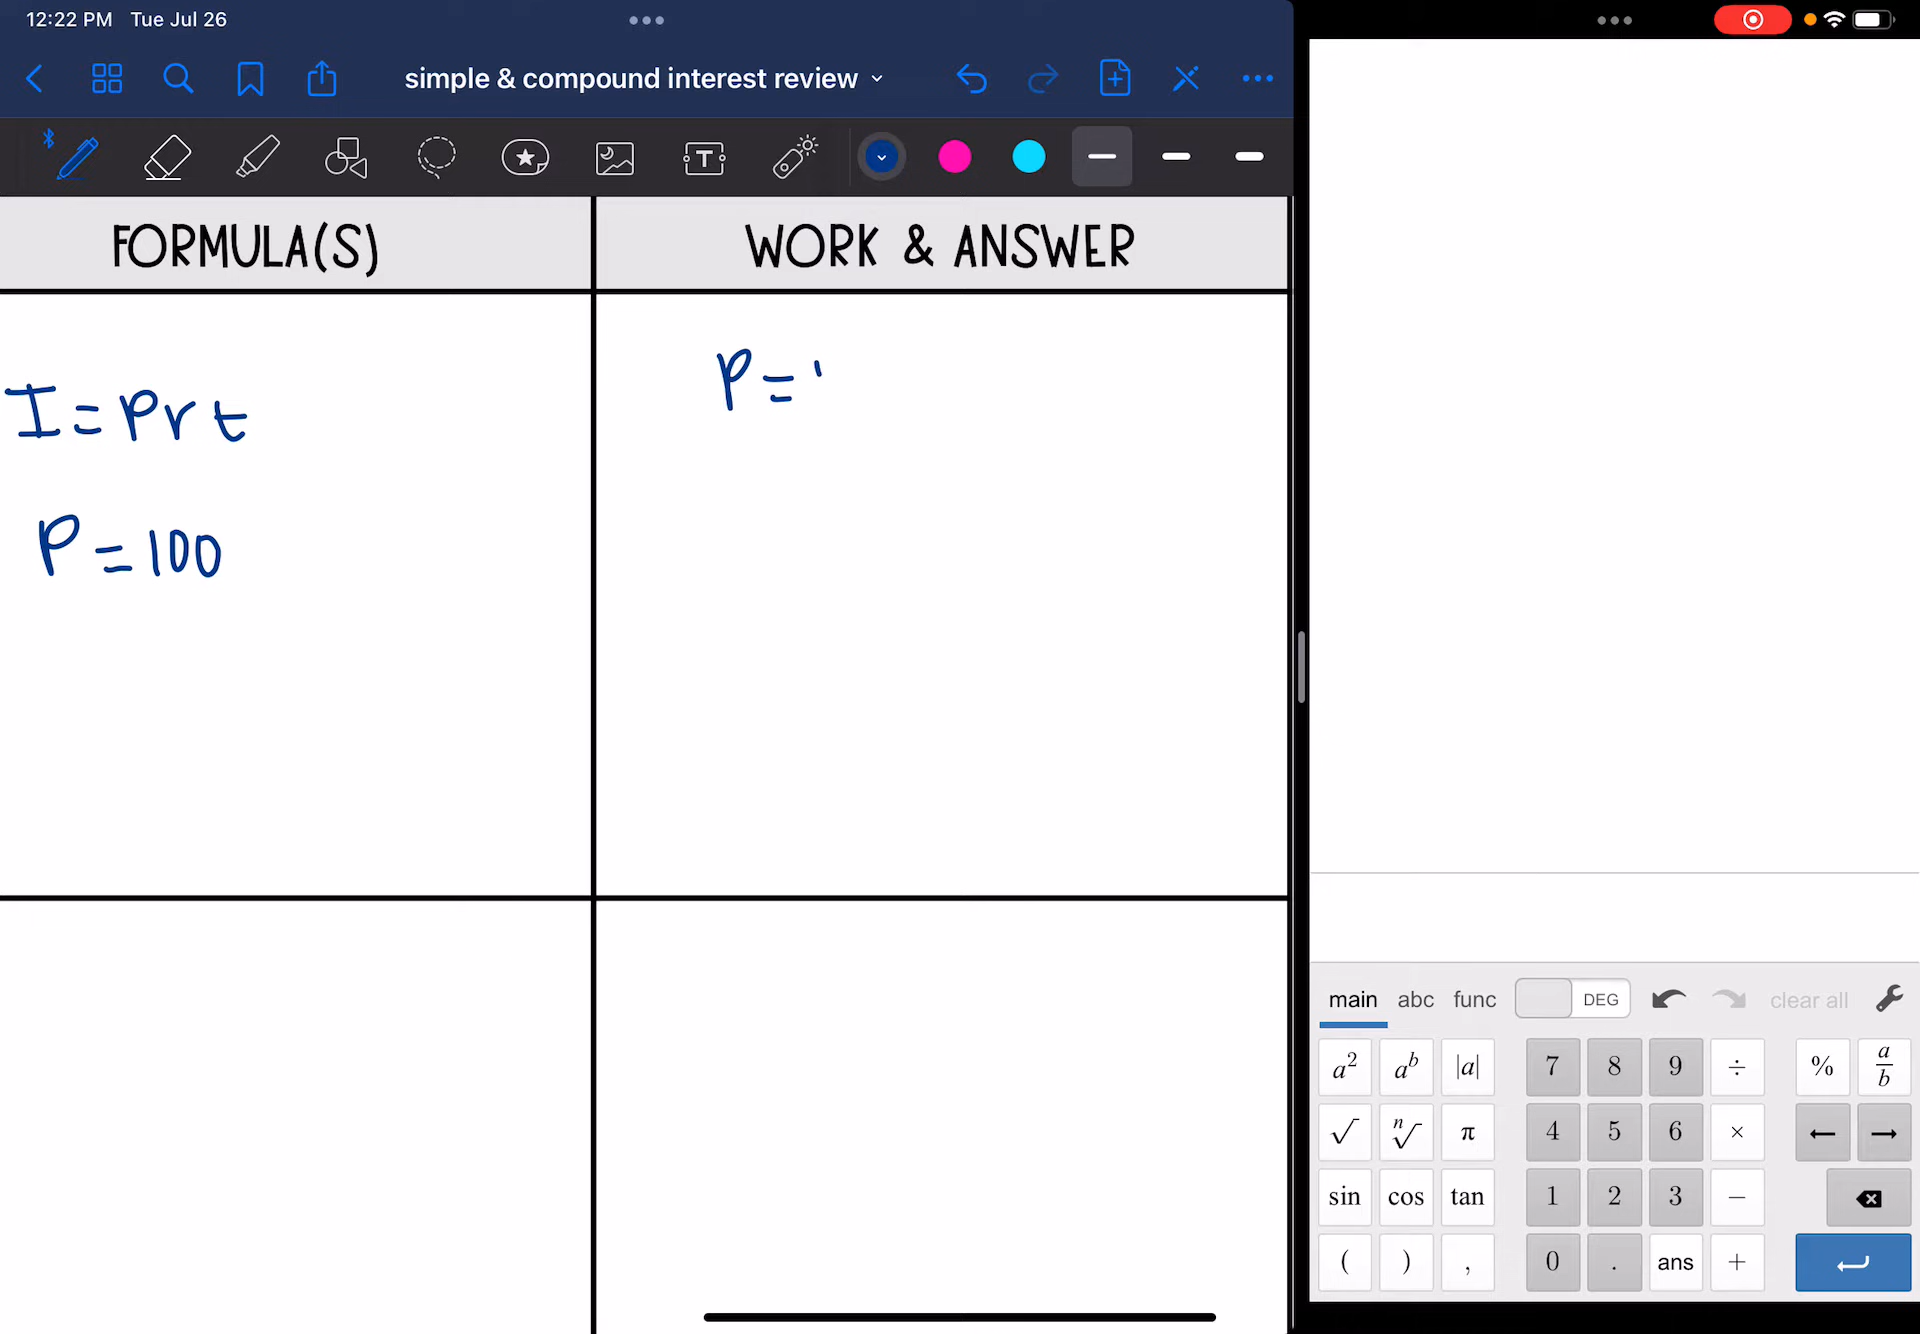 12:22 PM Tue Jul 26
simple & compound interest review
T
FORMULA(S)
WORK & ANSWER
I = Prt
P = 100
P = '
main abc func DEG clear all
a² aᵇ |a| 7 8 9 ÷ % a/b
√ ⁿ√ π 4 5 6 × ← →
sin cos tan 1 2 3 −
( ) , 0 . ans +